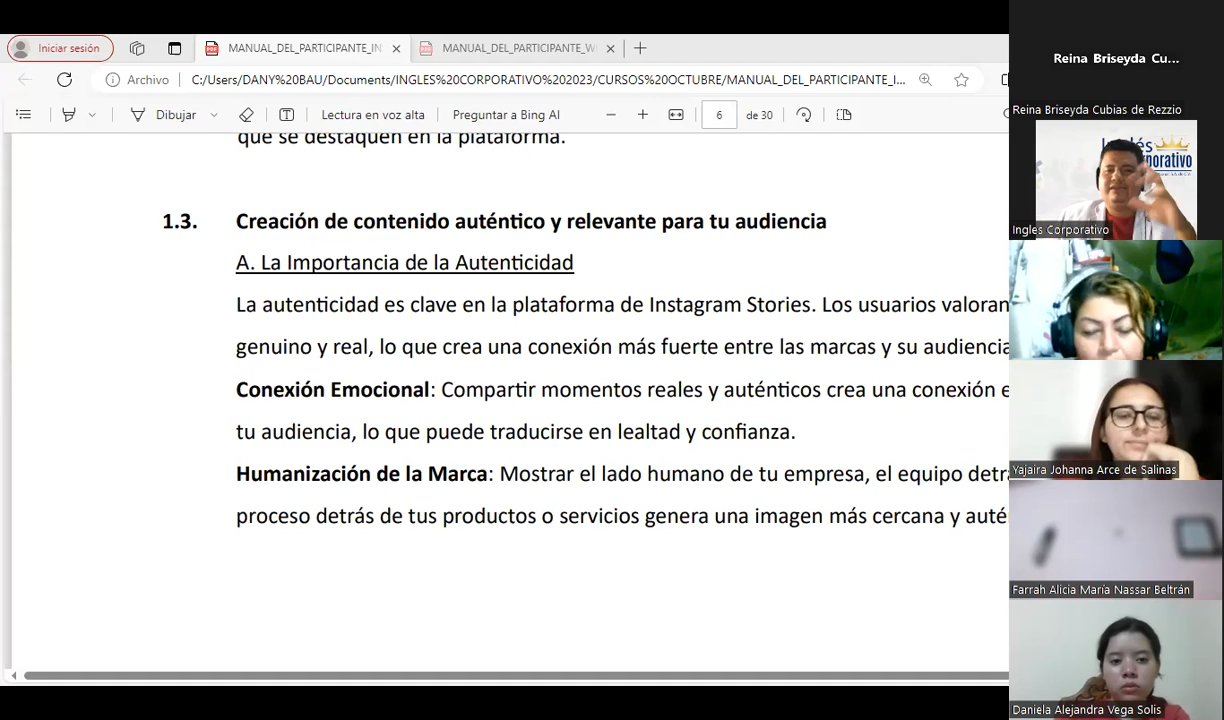 Iniciar sesión
MANUAL_DEL_PARTICIPANTE_IN
MANUAL_DEL_PARTICIPANTE_W
Archivo
C:/Users/DANY%20BAU/Documents/INGLES%20CORPORATIVO%202023/CURSOS%20OCTUBRE/MANUAL_DEL_PARTICIPANTE_I...
Dibujar
Lectura en voz alta
Preguntar a Bing AI
6
de 30
que se destaquen en la plataforma.
1.3. Creación de contenido auténtico y relevante para tu audiencia
A. La Importancia de la Autenticidad
La autenticidad es clave en la plataforma de Instagram Stories. Los usuarios valoran
genuino y real, lo que crea una conexión más fuerte entre las marcas y su audiencia
Conexión Emocional: Compartir momentos reales y auténticos crea una conexión e
tu audiencia, lo que puede traducirse en lealtad y confianza.
Humanización de la Marca: Mostrar el lado humano de tu empresa, el equipo detr
proceso detrás de tus productos o servicios genera una imagen más cercana y auté
Reina Briseyda Cu...
Reina Briseyda Cubias de Rezzio
Ingles Corporativo
Yajaira Johanna Arce de Salinas
Farrah Alicia María Nassar Beltrán
Daniela Alejandra Vega Solis